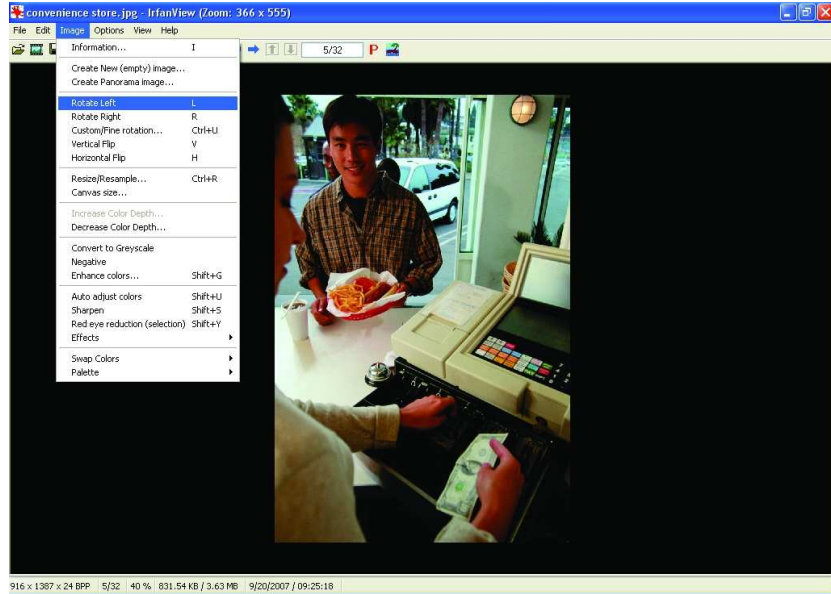 convenience store.jpg - IrfanView (Zoom: 366 x 555)
File Edit Image Options View Help
5/32 P
Information... I
Create New (empty) image...
Create Panorama image...
Rotate Left L
Rotate Right R
Custom/Fine rotation... Ctrl+U
Vertical Flip V
Horizontal Flip H
Resize/Resample... Ctrl+R
Canvas size...
Increase Color Depth...
Decrease Color Depth...
Convert to Greyscale
Negative
Enhance colors... Shift+G
Auto adjust colors Shift+U
Sharpen Shift+S
Red eye reduction (selection) Shift+Y
Effects
Swap Colors
Palette
916 x 1387 x 24 BPP 5/32 40 % 831.54 KB / 3.63 MB 9/20/2007 / 09:25:18